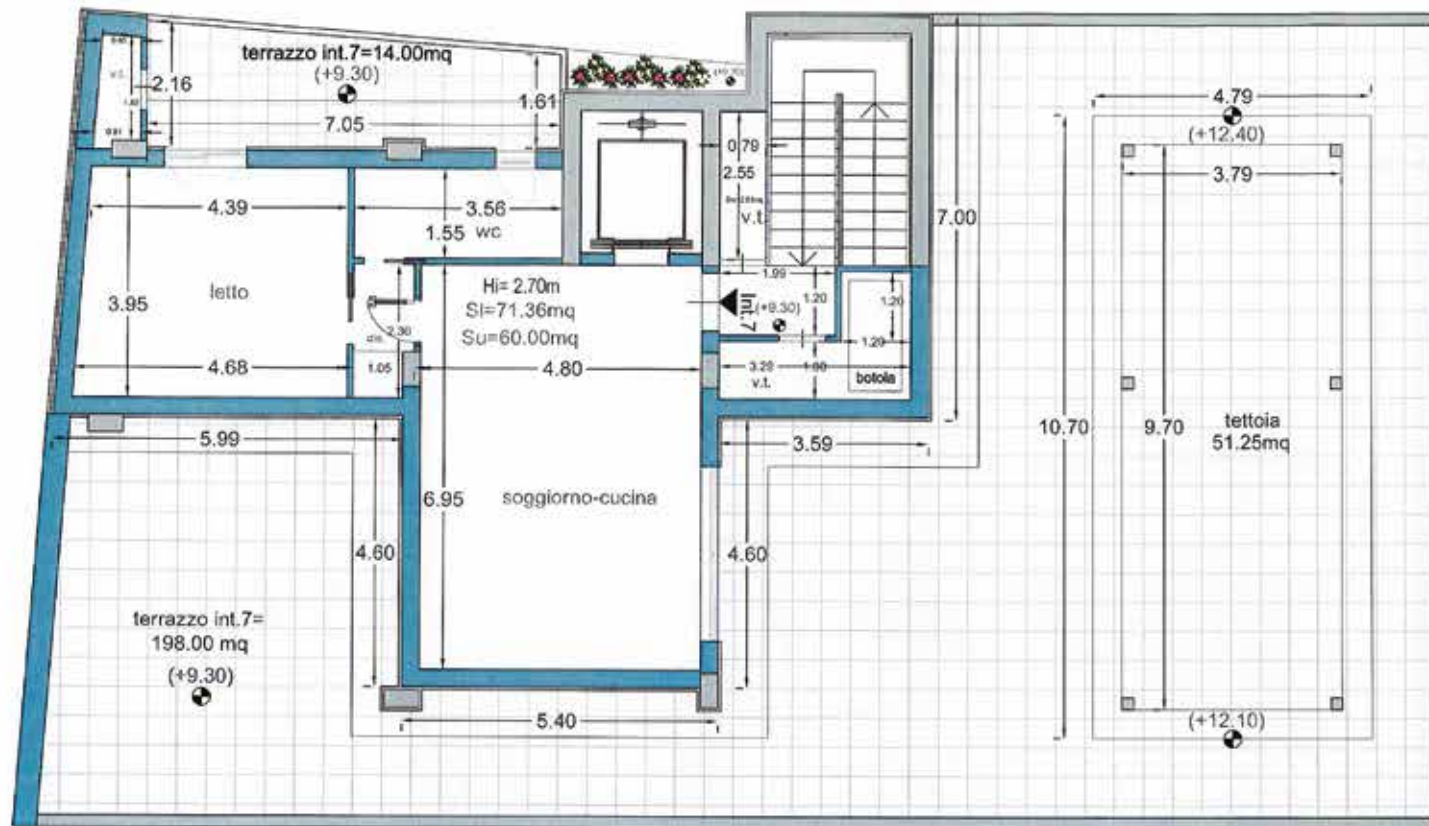 terrazzo int.7=14.00mq
(+9.30)
2.16
v.t.
1.61
7.05
0.79
2.55
v.t.
4.79
(+12.40)
3.79
4.39
3.56
1.55 wc
7.00
3.95
letto
Hi= 2.70m
Sl=71.36mq
Su=60.00mq
1.99
Int.7
(+9.30)
1.20
1.20
1.20
2.30
1.05
4.68
4.80
3.29
v.t.
botola
5.99
3.59
10.70
9.70
tettoia
51.25mq
6.95
soggiorno-cucina
4.60
4.60
terrazzo int.7=
198.00 mq
(+9.30)
5.40
(+12.10)